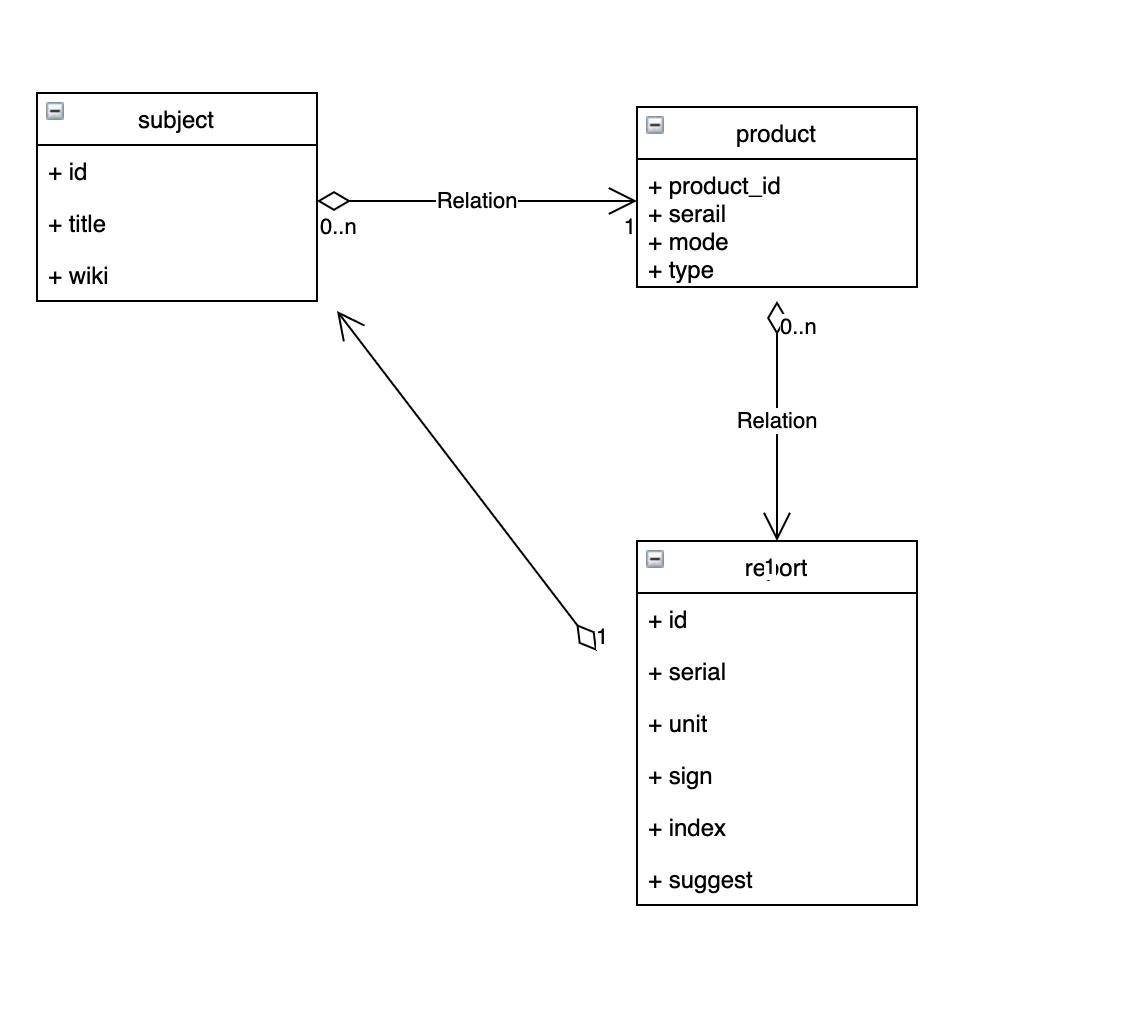 subject
+ id
+ title
+ wiki
Relation
0..n
1
product
+ product_id
+ serail
+ mode
+ type
0..n
Relation
1
report
1
+ id
+ serial
+ unit
+ sign
+ index
+ suggest